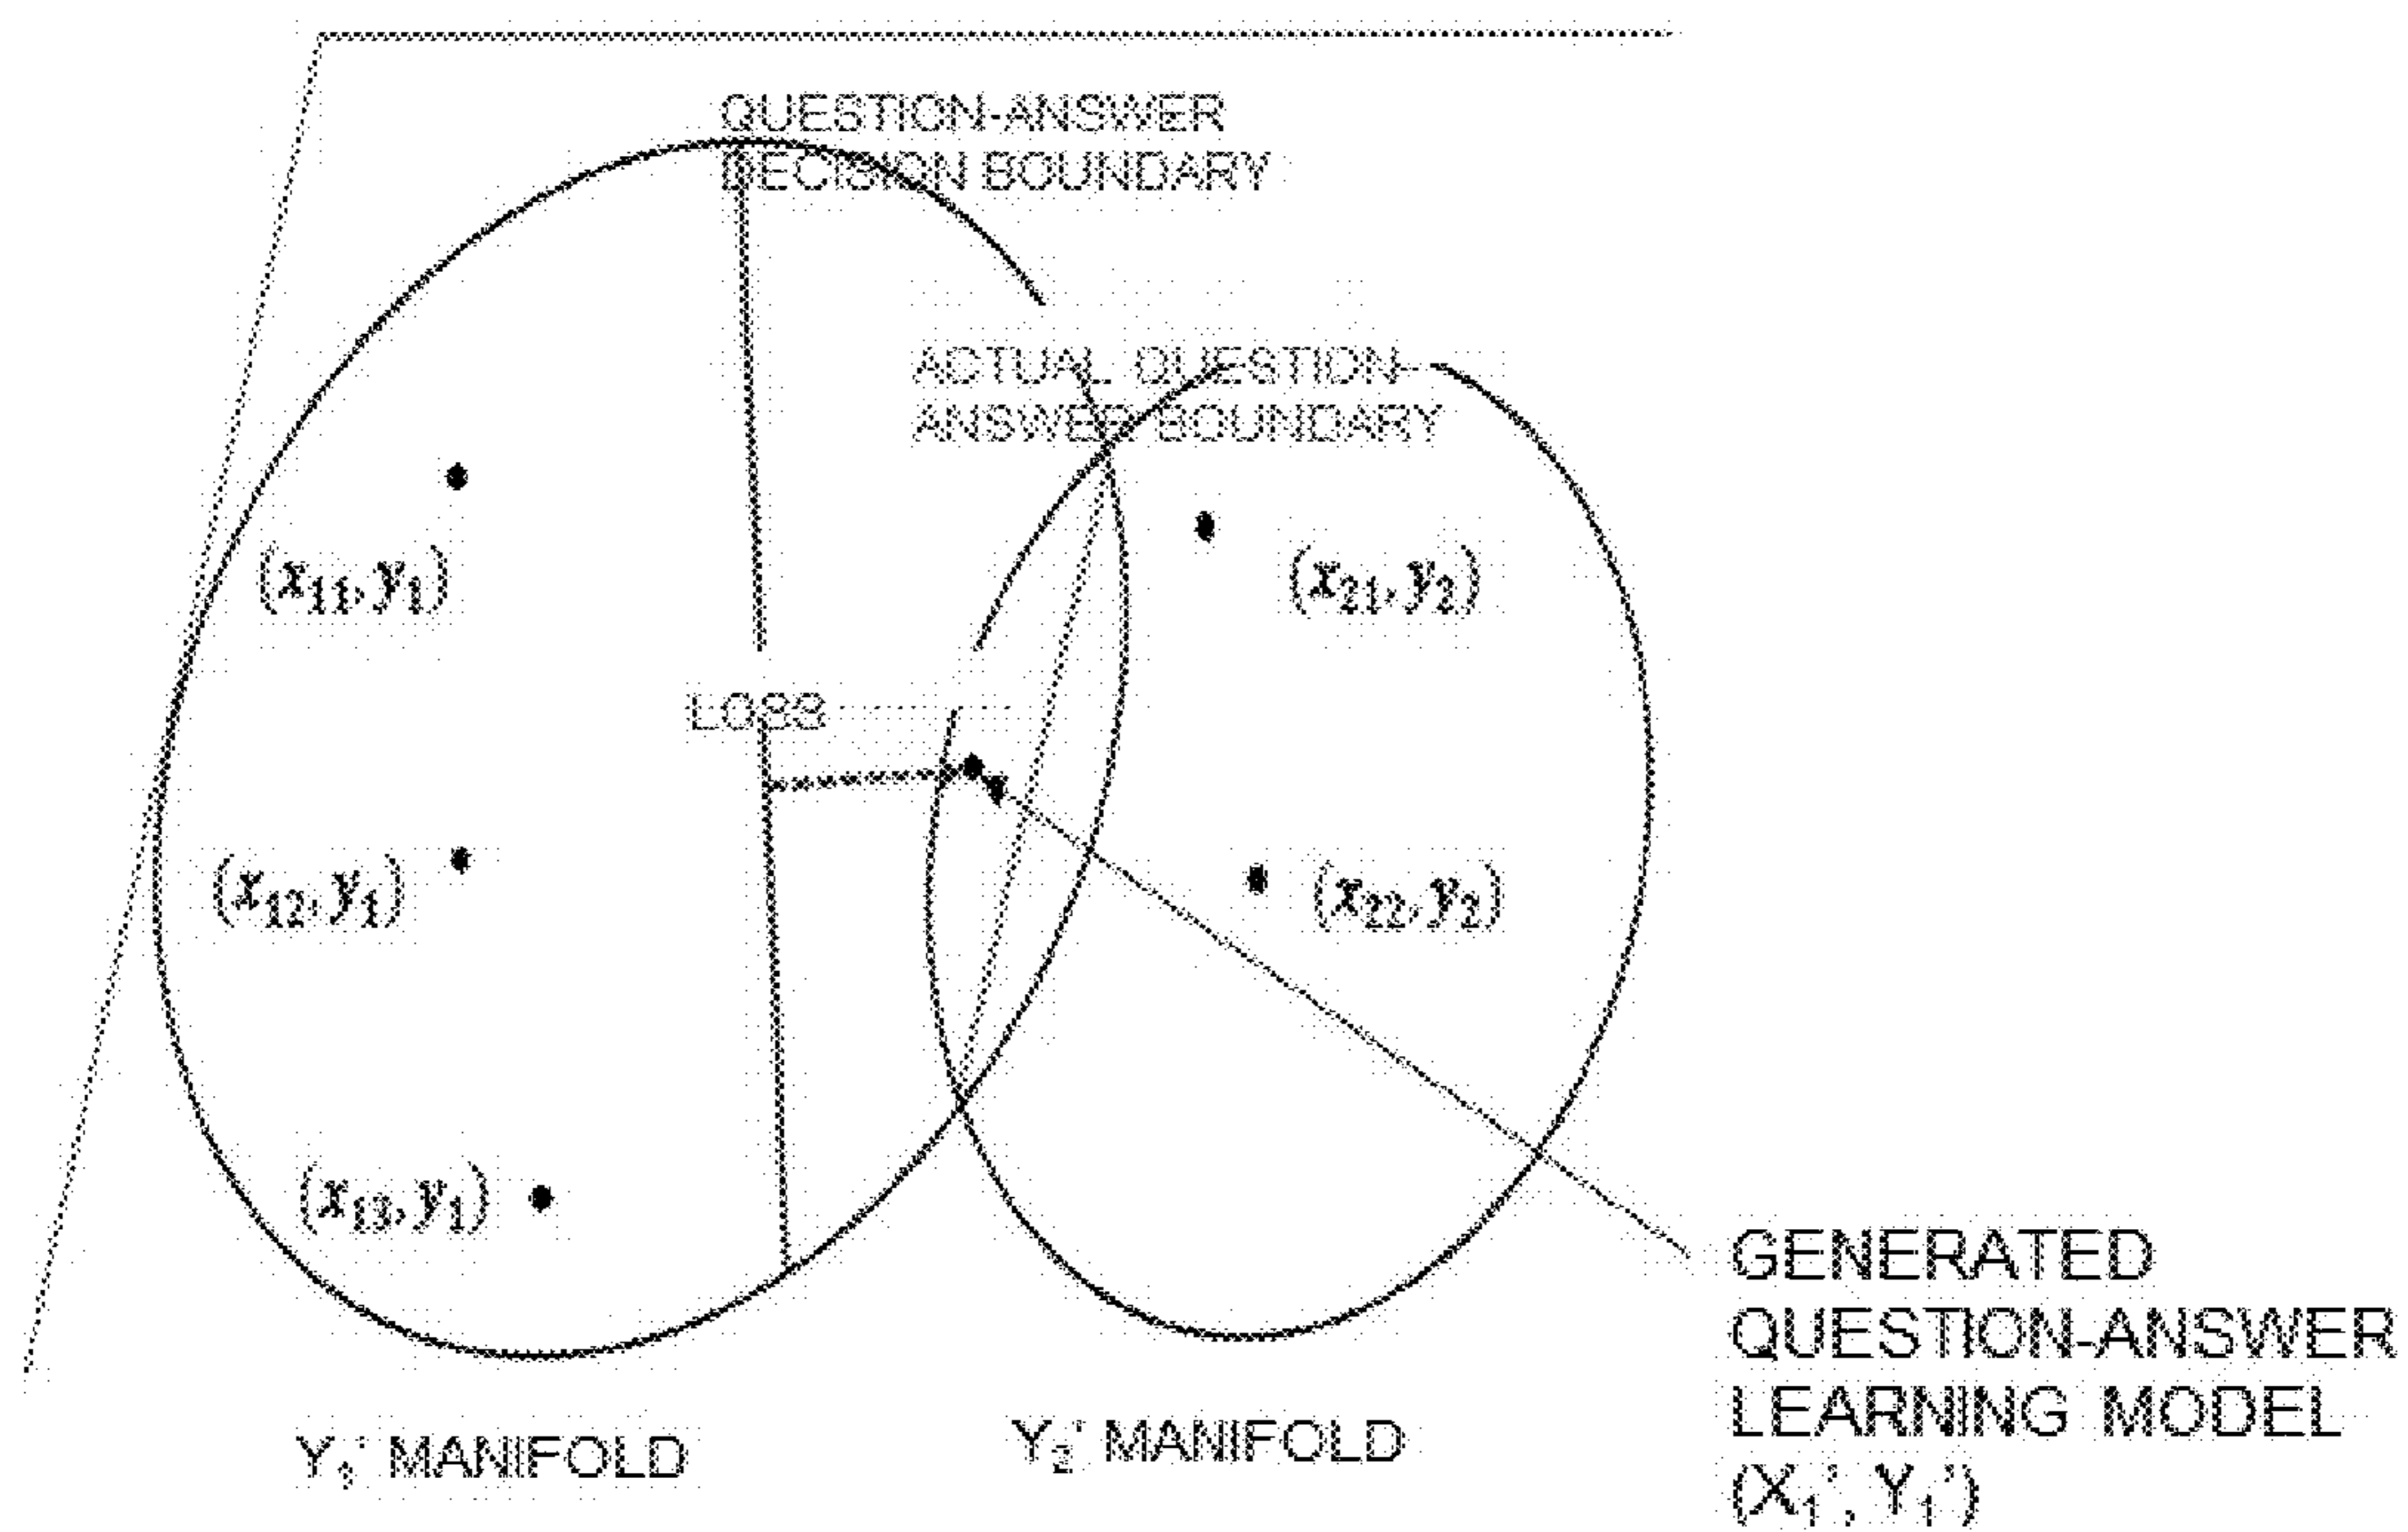 QUESTION-ANSWER
DECISION BOUNDARY
ACTUAL QUESTION-
ANSWER BOUNDARY
(x₁₁, y₁)
(x₂₁, y₂)
LOSS
(x₁₂, y₁)
(x₂₂, y₂)
(x₁₃, y₁)
GENERATED
QUESTION-ANSWER
LEARNING MODEL
(X₁', Y₁')
Y₁' MANIFOLD
Y₂' MANIFOLD